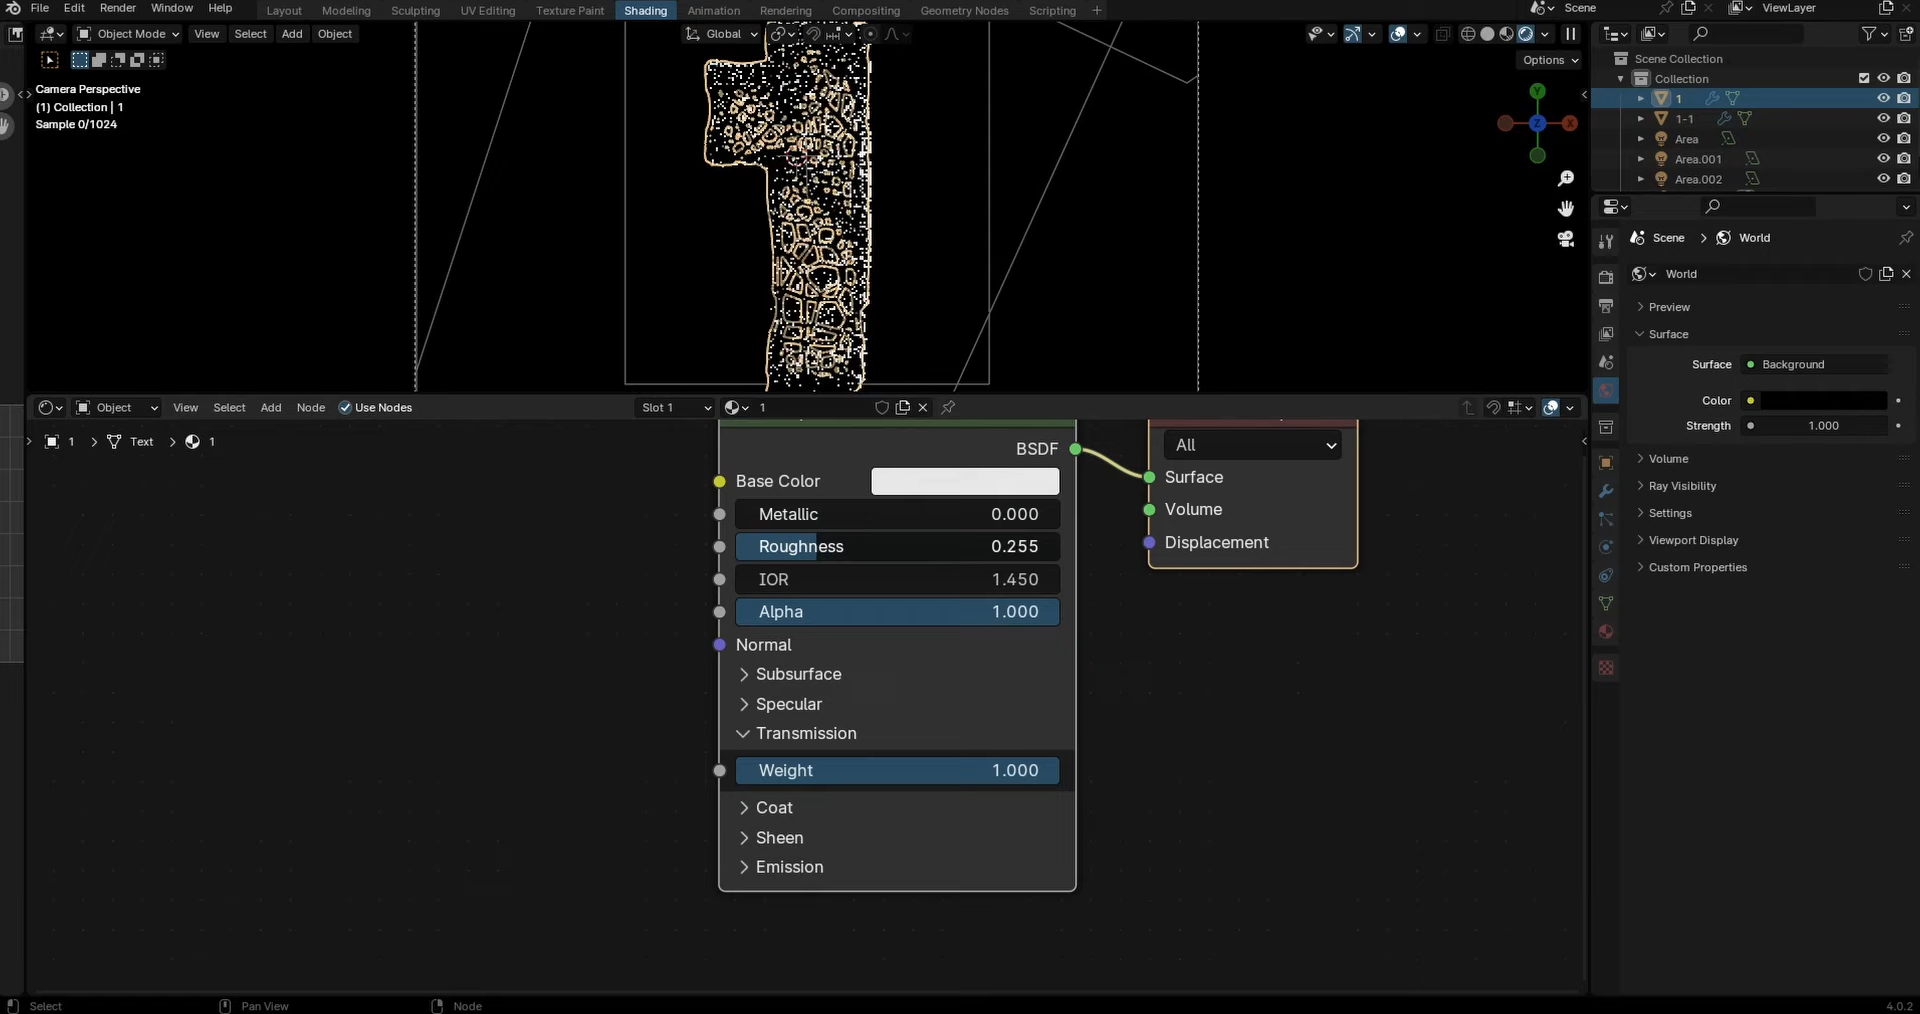 File Edit Render Window Help
Layout Modeling Sculpting UV Editing Texture Paint Shading Animation Rendering Compositing Geometry Nodes Scripting +
Scene
ViewLayer
Object Mode View Select Add Object
Global
Options
Camera Perspective
(1) Collection | 1
Sample 0/1024
Y
Z
X
Scene Collection
Collection
1
1-1
Area
Area.001
Area.002
Scene > World
World
Preview
Surface
Surface Background
Color
Strength 1.000
Volume
Ray Visibility
Settings
Viewport Display
Custom Properties
Object View Select Add Node Use Nodes
Slot 1
1
1 > Text > 1
BSDF
Base Color
Metallic 0.000
Roughness 0.255
IOR 1.450
Alpha 1.000
Normal
Subsurface
Specular
Transmission
Weight 1.000
Coat
Sheen
Emission
All
Surface
Volume
Displacement
Select
Pan View
Node
4.0.2